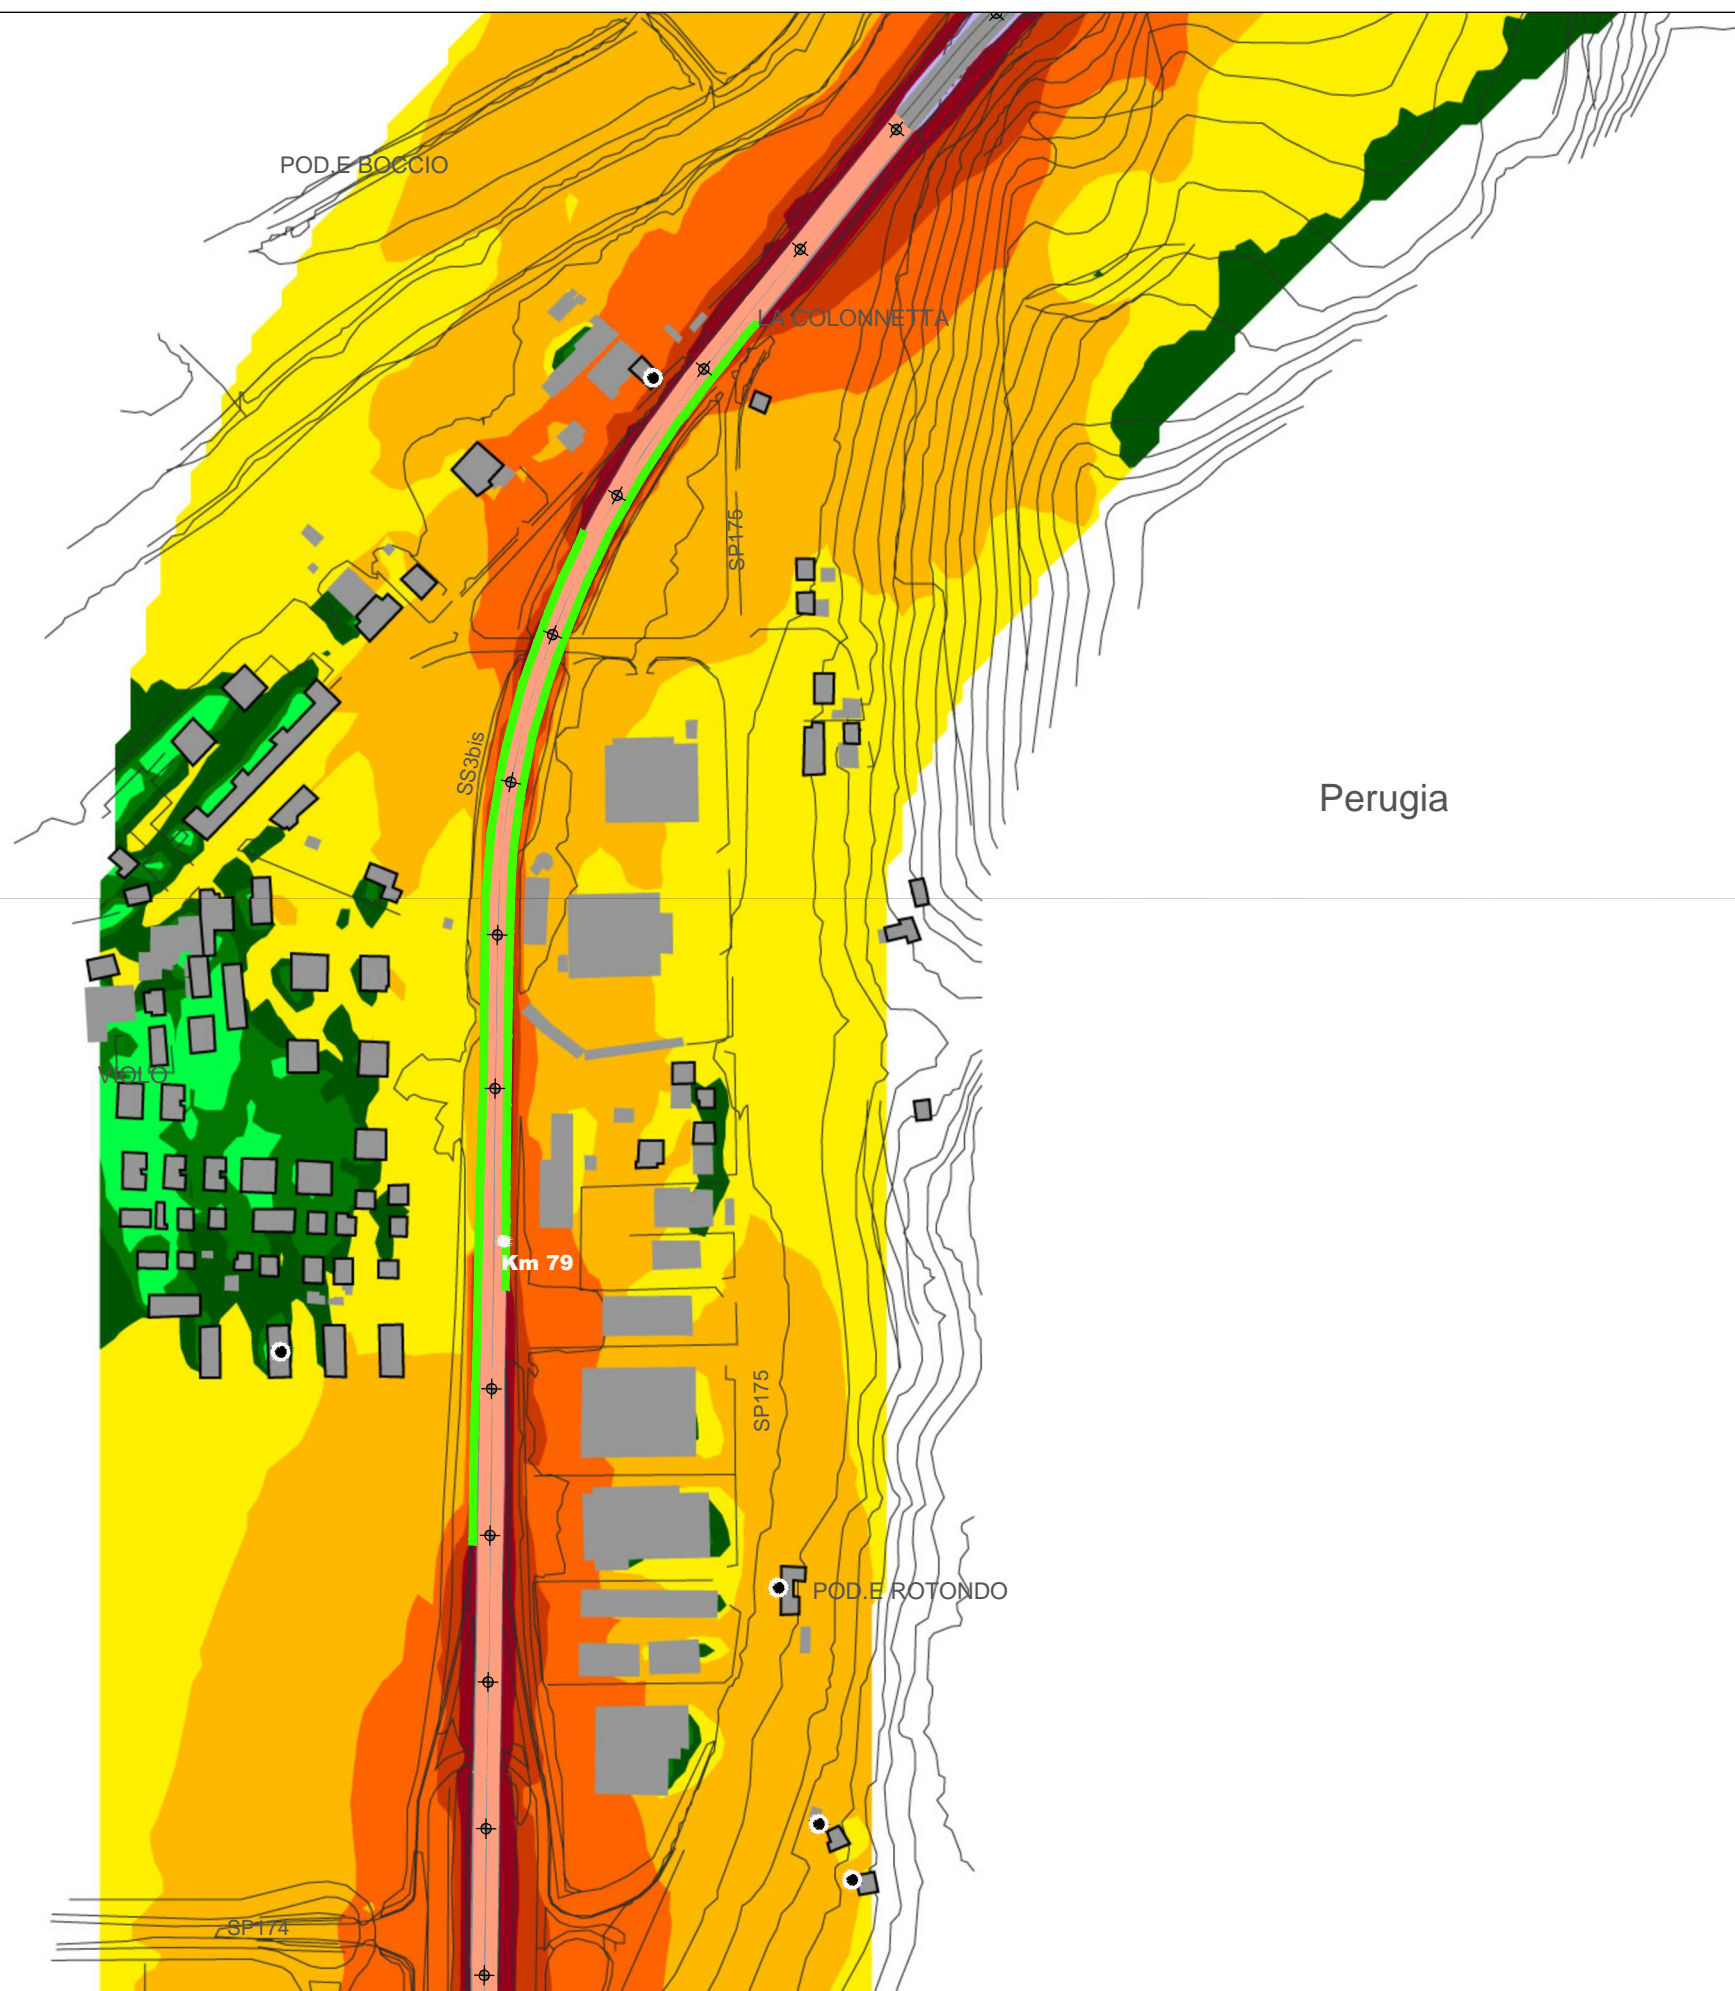 POD.E BOCCIO
LA COLONNETTA
SP175
SS3bis
Perugia
VIOLO
Km 79
SP175
POD.E ROTONDO
SP174